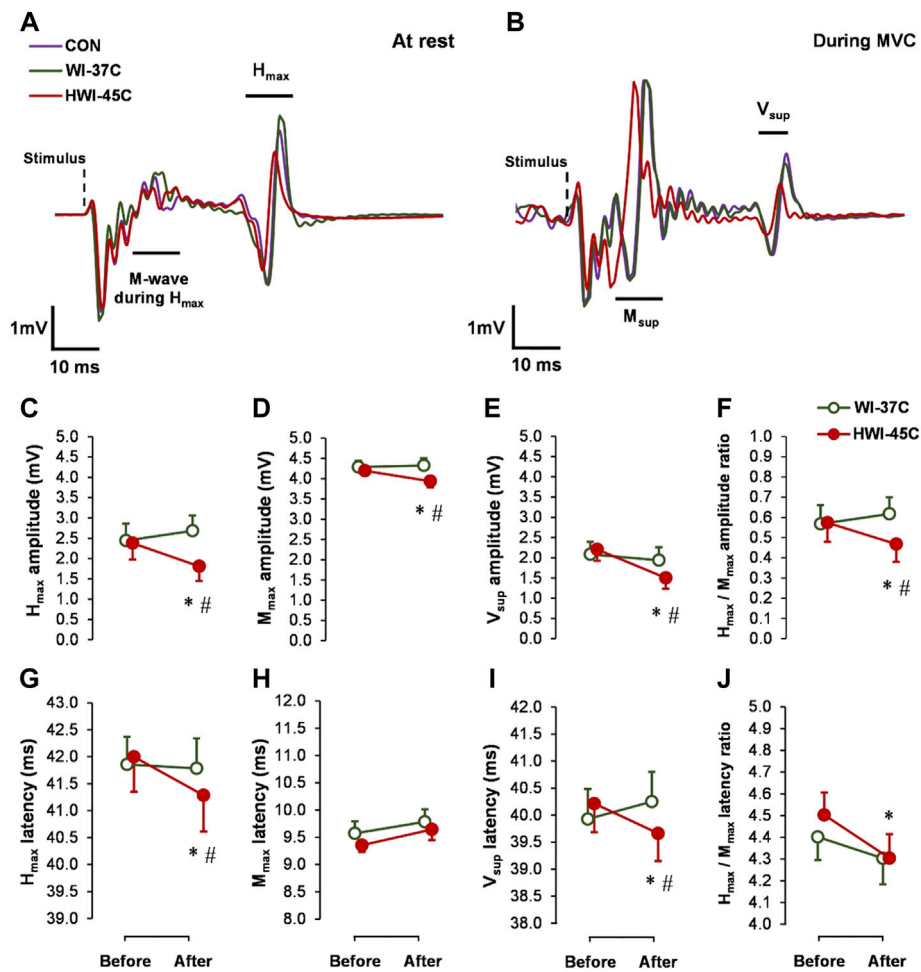 A
At rest
CON
WI-37C
HWI-45C
Hmax
Stimulus
M-wave
during Hmax
1mV
10 ms
B
During MVC
Vsup
Stimulus
Msup
1mV
10 ms
WI-37C
HWI-45C
C
Hmax amplitude (mV)
5.0
4.5
4.0
3.5
3.0
2.5
2.0
1.5
1.0
0.5
0.0
* #
D
Mmax amplitude (mV)
5.0
4.5
4.0
3.5
3.0
2.5
2.0
1.5
1.0
0.5
0.0
* #
E
Vsup amplitude (mV)
5.0
4.5
4.0
3.5
3.0
2.5
2.0
1.5
1.0
0.5
0.0
* #
F
Hmax / Mmax amplitude ratio
1.0
0.9
0.8
0.7
0.6
0.5
0.4
0.3
0.2
0.1
0.0
* #
G
Hmax latency (ms)
43.0
42.5
42.0
41.5
41.0
40.5
40.0
39.5
39.0
* #
Before After
H
Mmax latency (ms)
12.0
11.5
11.0
10.5
10.0
9.5
9.0
8.5
8.0
Before After
I
Vsup latency (ms)
42.0
41.5
41.0
40.5
40.0
39.5
39.0
38.5
38.0
* #
Before After
J
Hmax / Mmax latency ratio
5.0
4.9
4.8
4.7
4.6
4.5
4.4
4.3
4.2
4.1
4.0
*
Before After